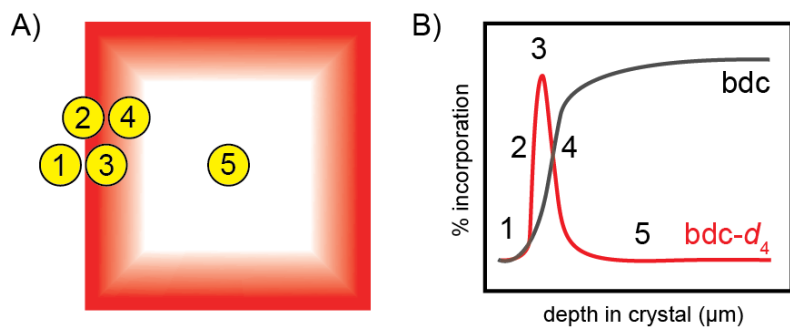 A)
2
4
1
3
5
B)
3
bdc
2
4
1
5
bdc-d₄
% incorporation
depth in crystal (µm)